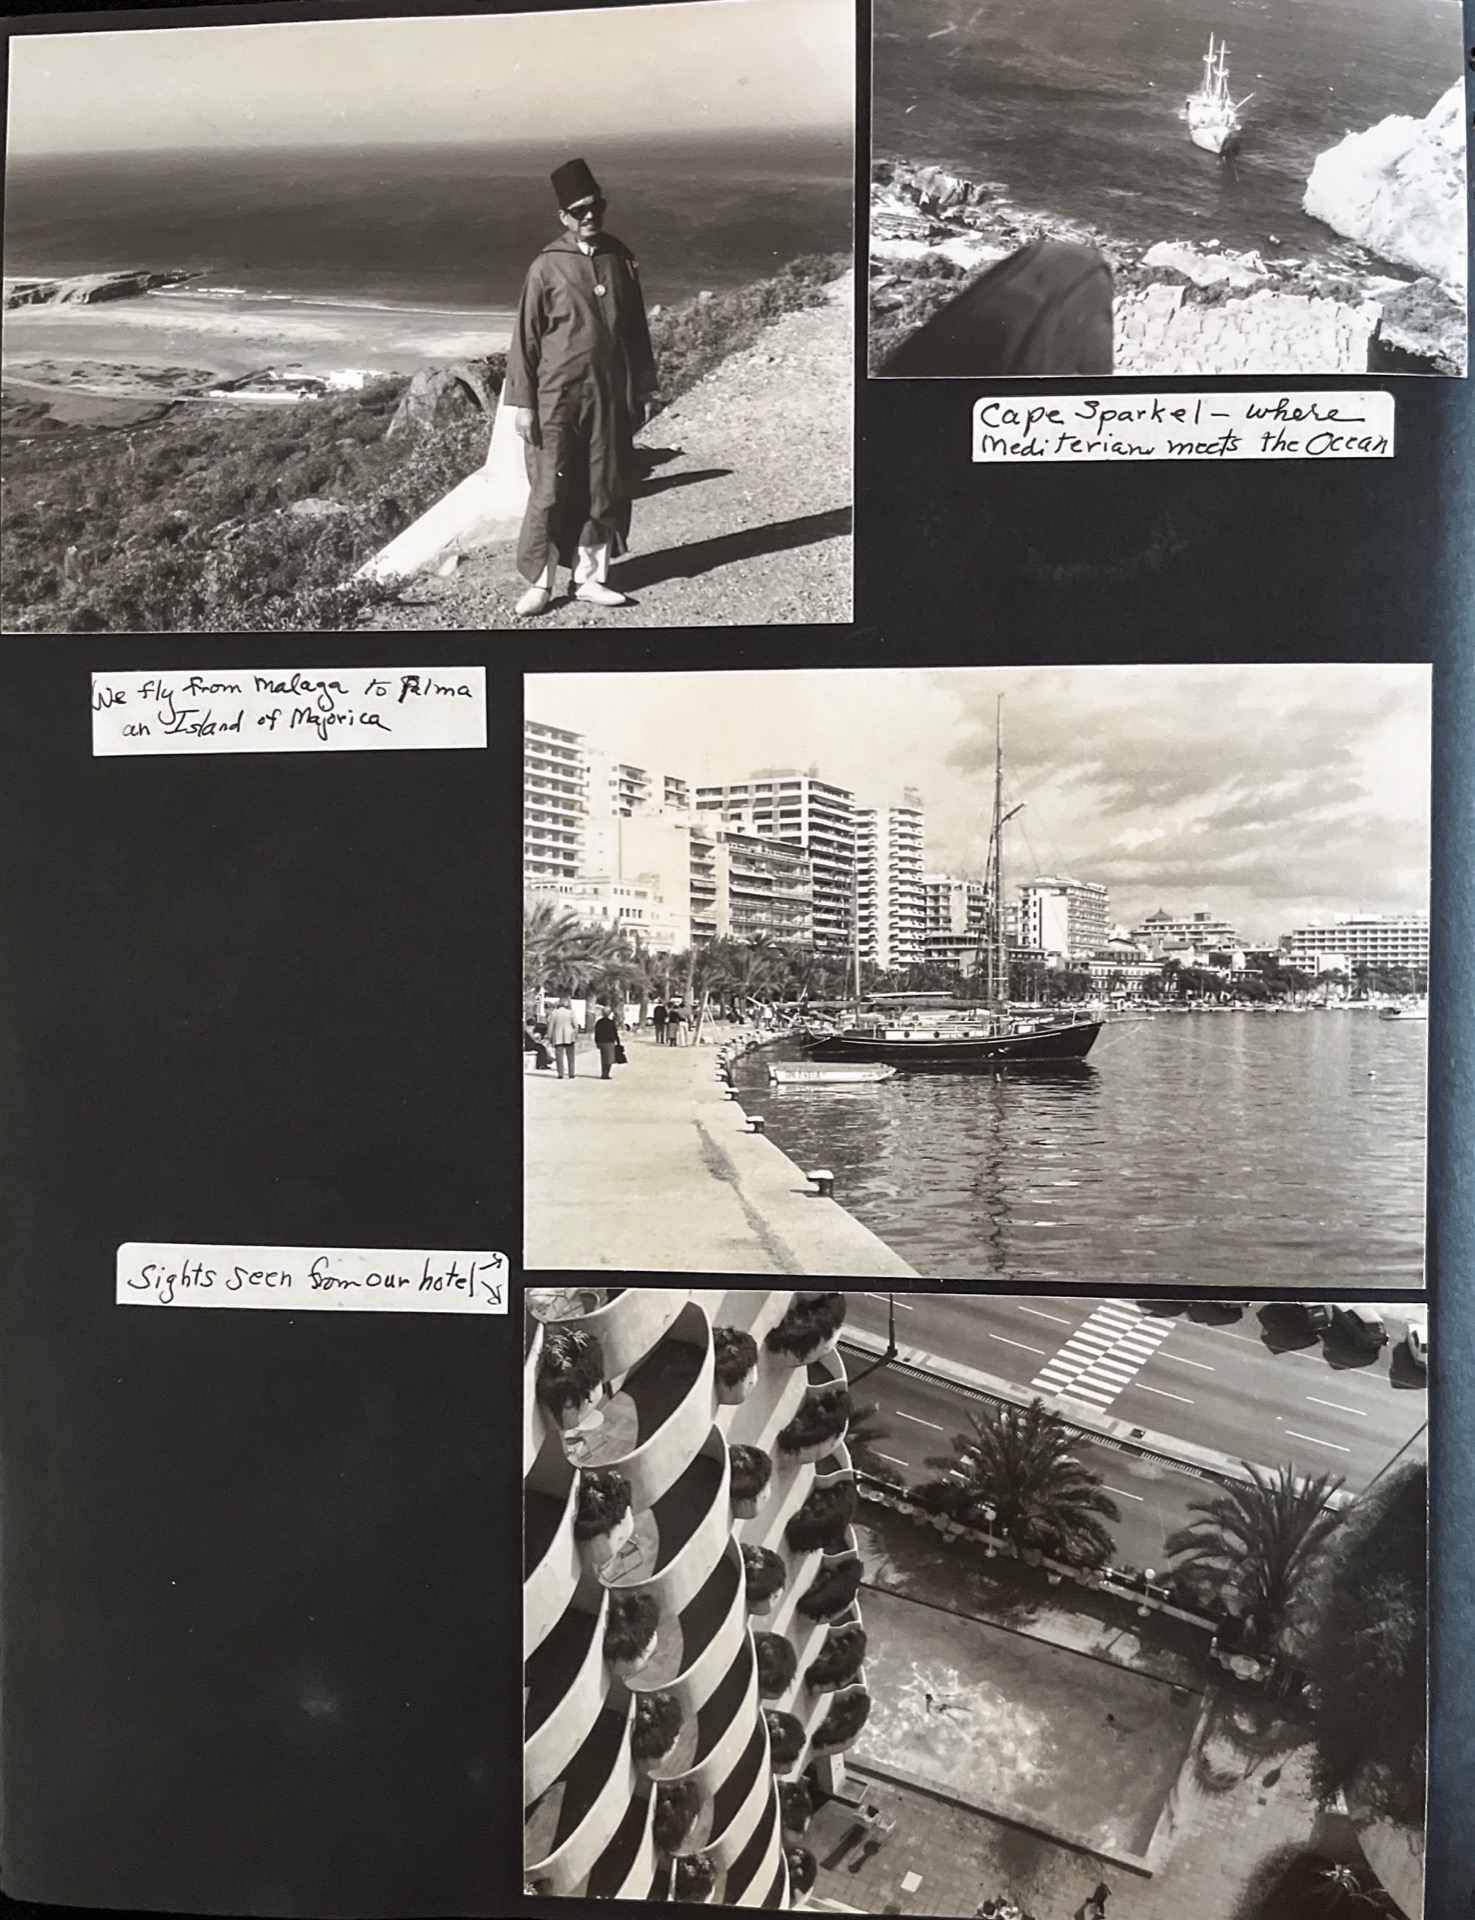 Cape Sparkel – where
Mediterian meets the Ocean
We fly from Malaga to Palma
an Island of Majorica
Sights seen from our hotel